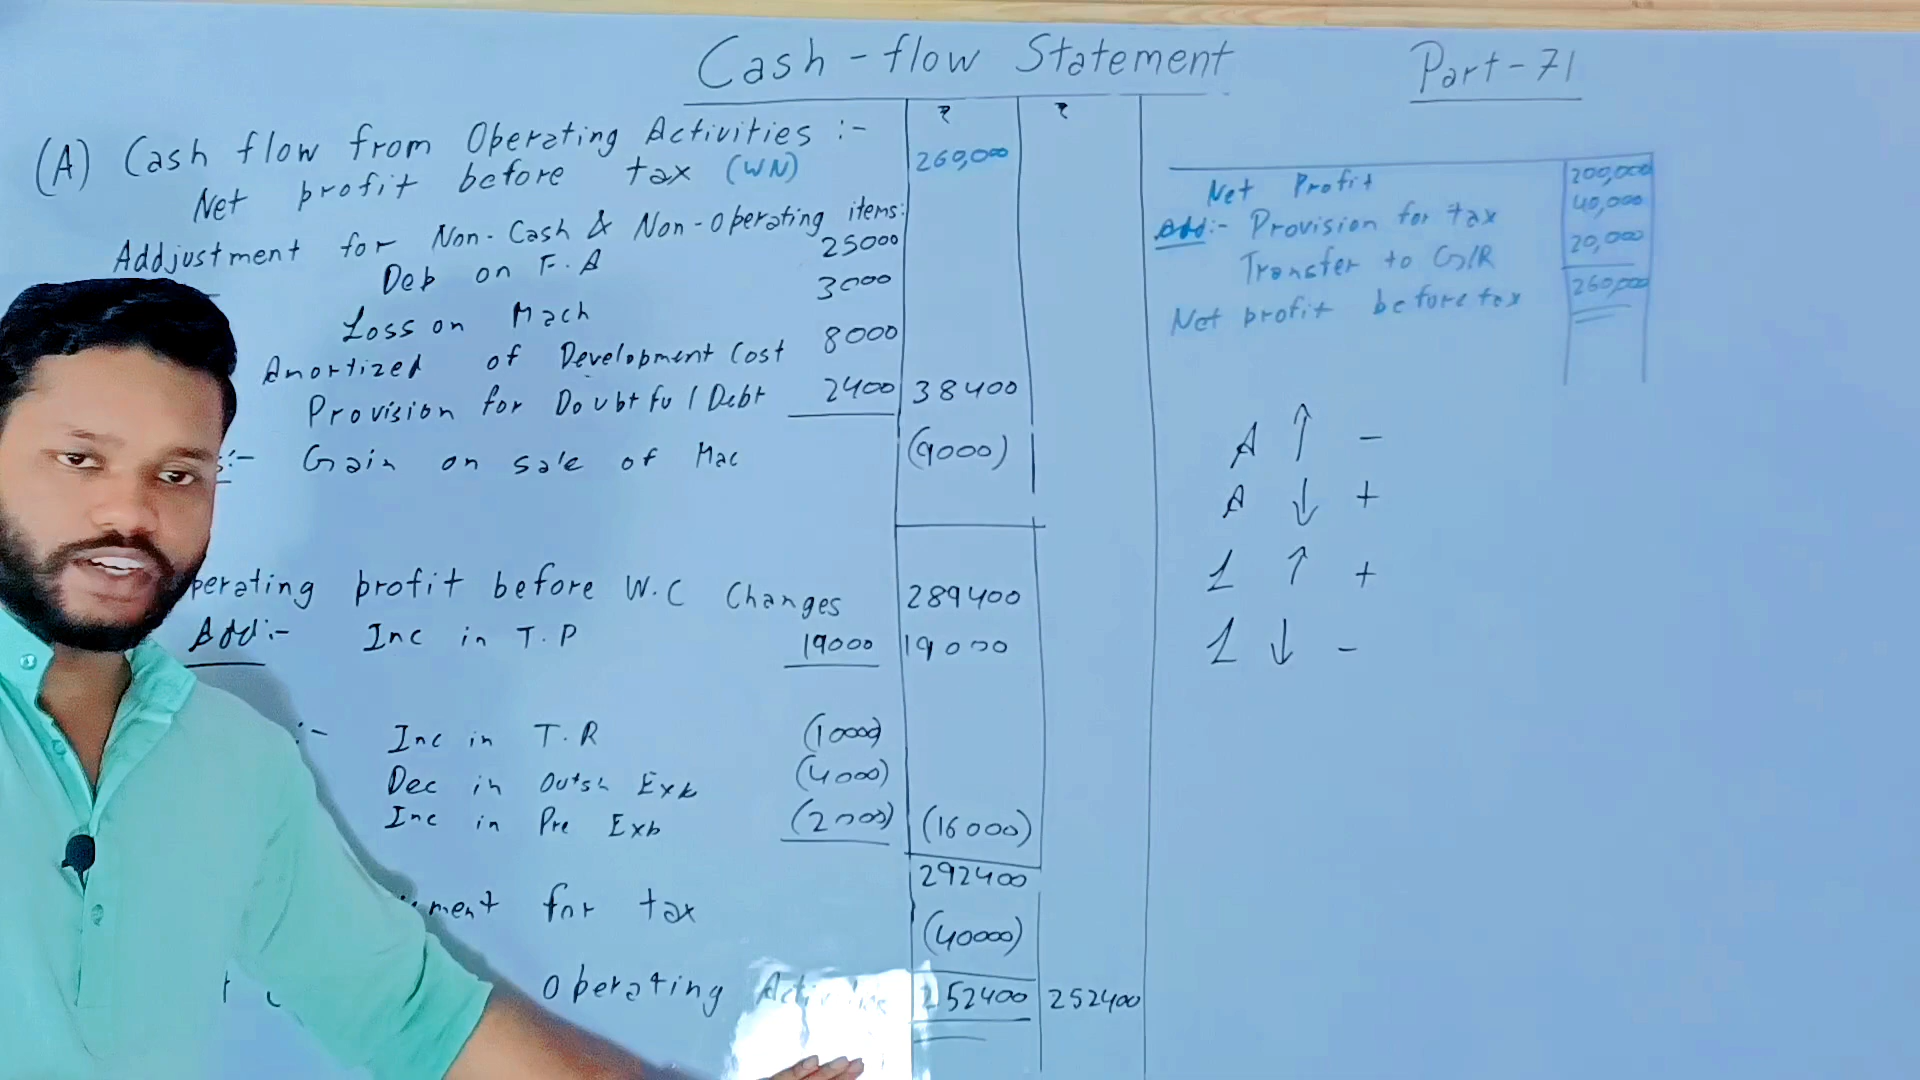 Cash-flow Statement
Part-71
₹ ₹
(A) Cash flow from Operating Activities :-
Net profit before tax (WN) 260,000
Addjustment for Non-Cash & Non-operating items:
Dep on F.A 25000
Loss on Mach 3000
Amortized of Development Cost 8000
Provision for Doubtful Debt 2400 38400
:- Gain on sale of Mac (9000)
perating profit before W.C Changes 289400
Add:- Inc in T.P 19000 19000
:- Inc in T.R
Dec in Outsn Exp (4000)
Inc in Pre Exp (2000) (16000)
292400
ment for tax (40000)
Operating Activities 252400 252400
Net Profit 200,000
Add:- Provision for tax 40,000
Transfer to G/R 20,000
Net profit before tax 260,000
A ↑ -
A ↓ +
L ↑ +
L ↓ -